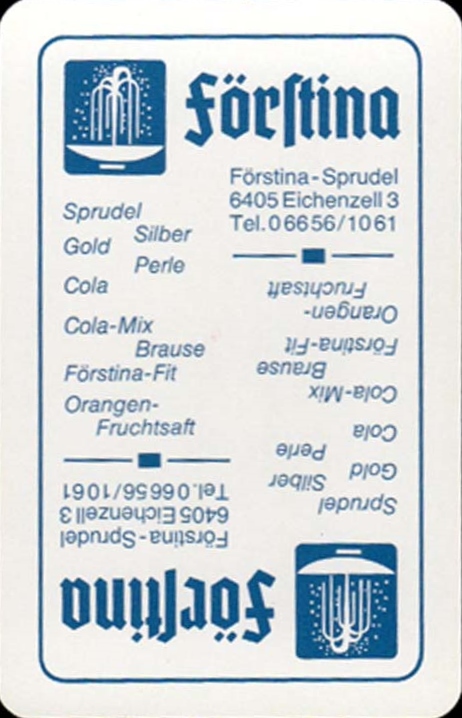 Förſtina
Förstina-Sprudel
6405 Eichenzell 3
Tel. 06656/1061
Sprudel
Silber
Gold
Perle
Cola
Cola-Mix
Brause
Förstina-Fit
Orangen-
Fruchtsaft
Förſtina
Förstina-Sprudel
6405 Eichenzell 3
Tel. 06656/1061
Sprudel
Silber
Gold
Perle
Cola
Cola-Mix
Brause
Förstina-Fit
Orangen-
Fruchtsaft